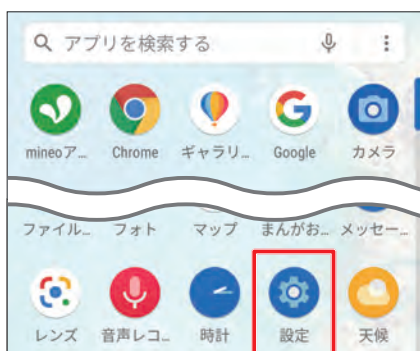 アプリを検索する
mineoア… Chrome ギャラリ… Google カメラ
ファイル… フォト マップ まんがお… メッセー…
レンズ 音声レコ… 時計 設定 天候